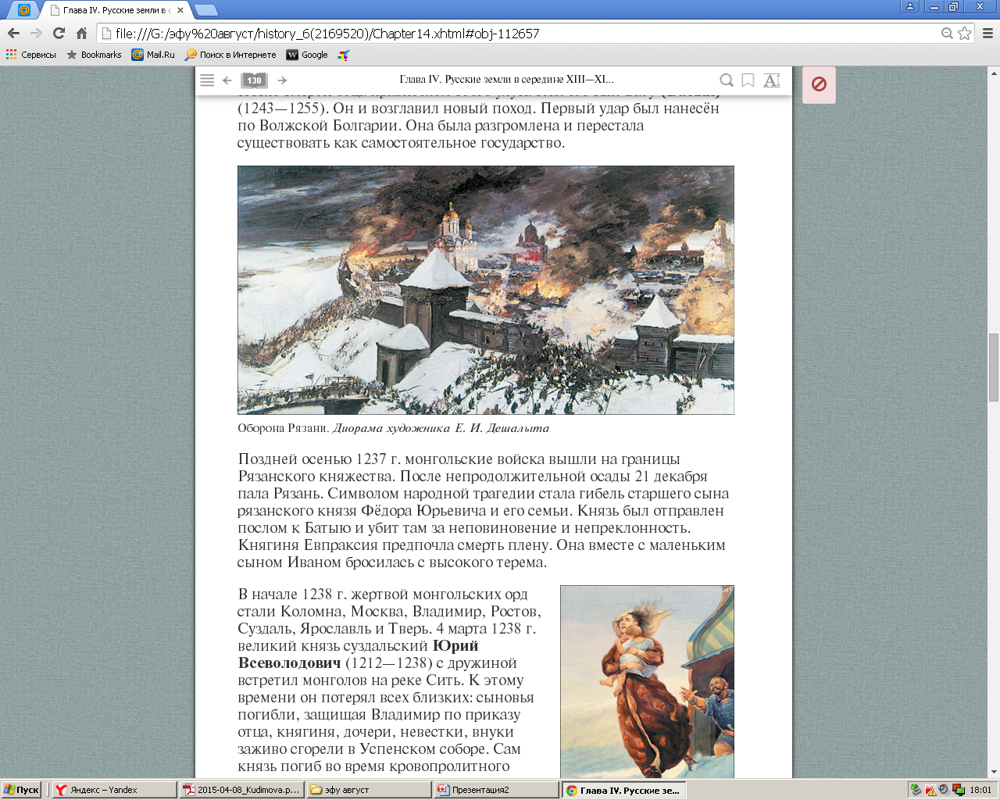 Глава IV. Русские земли в с
file:///G:/эфу%20август/history_6(2169520)/Chapter14.xhtml#obj-112657
Сервисы Bookmarks Mail.Ru Поиск в Интернете Google
130 Глава IV. Русские земли в середине XIII—XI...
(1243—1255). Он и возглавил новый поход. Первый удар был нанесён
по Волжской Болгарии. Она была разгромлена и перестала
существовать как самостоятельное государство.
Оборона Рязани. Диорама художника Е. И. Дешалыта
Поздней осенью 1237 г. монгольские войска вышли на границы
Рязанского княжества. После непродолжительной осады 21 декабря
пала Рязань. Символом народной трагедии стала гибель старшего сына
рязанского князя Фёдора Юрьевича и его семьи. Князь был отправлен
послом к Батыю и убит там за неповиновение и непреклонность.
Княгиня Евпраксия предпочла смерть плену. Она вместе с маленьким
сыном Иваном бросилась с высокого терема.
В начале 1238 г. жертвой монгольских орд
стали Коломна, Москва, Владимир, Ростов,
Суздаль, Ярославль и Тверь. 4 марта 1238 г.
великий князь суздальский Юрий
Всеволодович (1212—1238) с дружиной
встретил монголов на реке Сить. К этому
времени он потерял всех близких: сыновья
погибли, защищая Владимир по приказу
отца, княгиня, дочери, невестки, внуки
заживо сгорели в Успенском соборе. Сам
князь погиб во время кровопролитного
Пуск Яндекс – Yandex 2015-04-08_Kudimova.p... эфу август Презентация2 Глава IV. Русские зе... 18:01